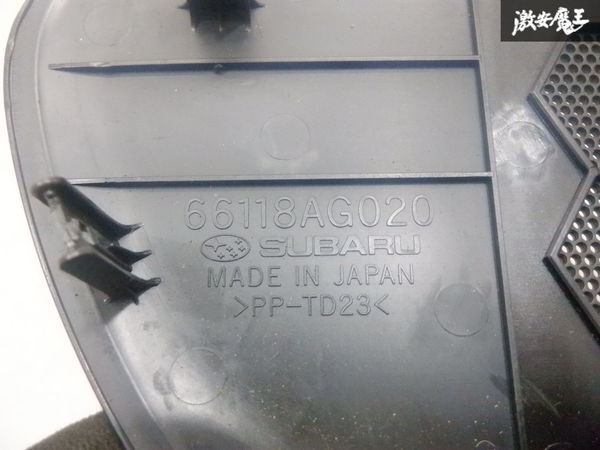 激安魔王
66118AG020
SUBARU
MADE IN JAPAN
>PP-TD23<